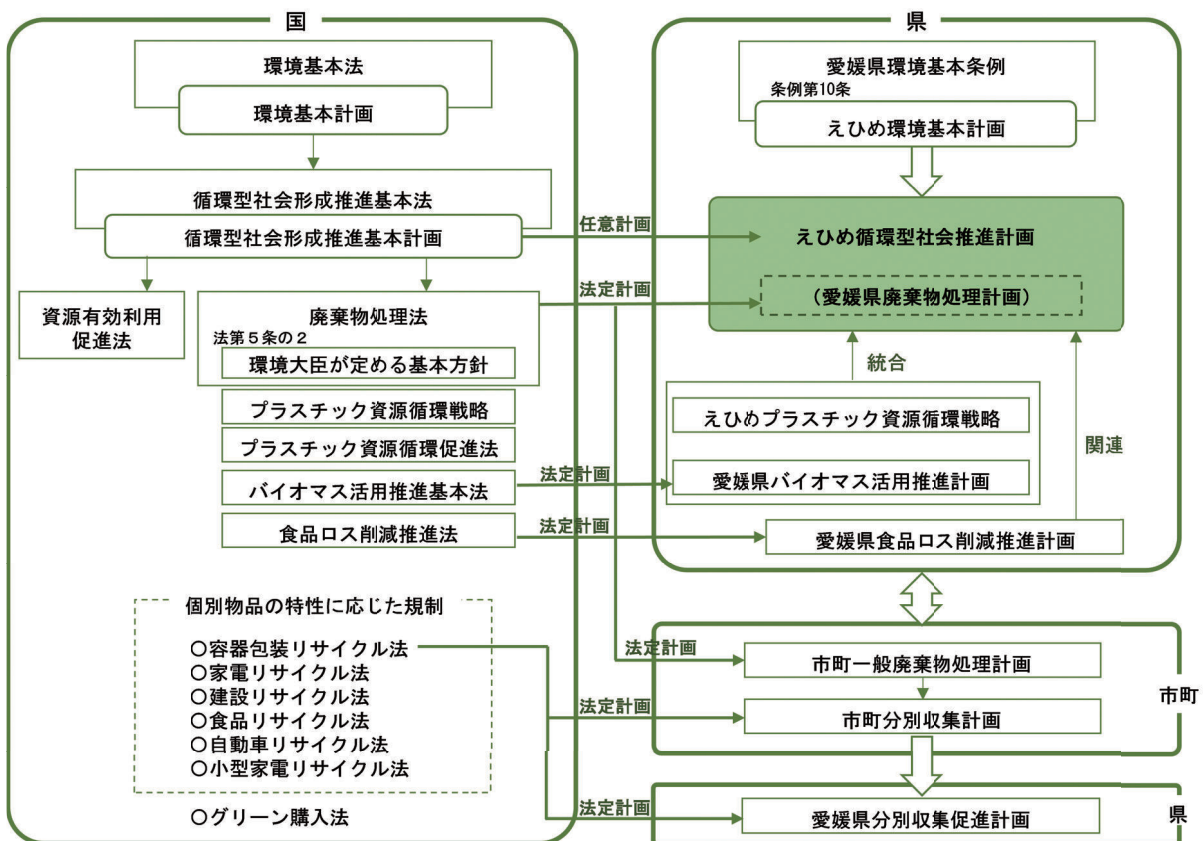 国
環境基本法
環境基本計画
循環型社会形成推進基本法
循環型社会形成推進基本計画
資源有効利用
促進法
廃棄物処理法
法第5条の2
環境大臣が定める基本方針
プラスチック資源循環戦略
プラスチック資源循環促進法
バイオマス活用推進基本法
食品ロス削減推進法
個別物品の特性に応じた規制
○容器包装リサイクル法
○家電リサイクル法
○建設リサイクル法
○食品リサイクル法
○自動車リサイクル法
○小型家電リサイクル法
○グリーン購入法
任意計画
法定計画
法定計画
法定計画
法定計画
法定計画
法定計画
県
愛媛県環境基本条例
条例第10条
えひめ環境基本計画
えひめ循環型社会推進計画
(愛媛県廃棄物処理計画)
統合
えひめプラスチック資源循環戦略
関連
愛媛県バイオマス活用推進計画
愛媛県食品ロス削減推進計画
市町一般廃棄物処理計画
市町
市町分別収集計画
愛媛県分別収集促進計画
県